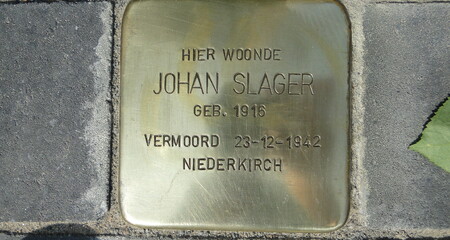 HIER WOONDE
JOHAN SLAGER
GEB. 1916
VERMOORD 23-12-1942
NIEDERKIRCH